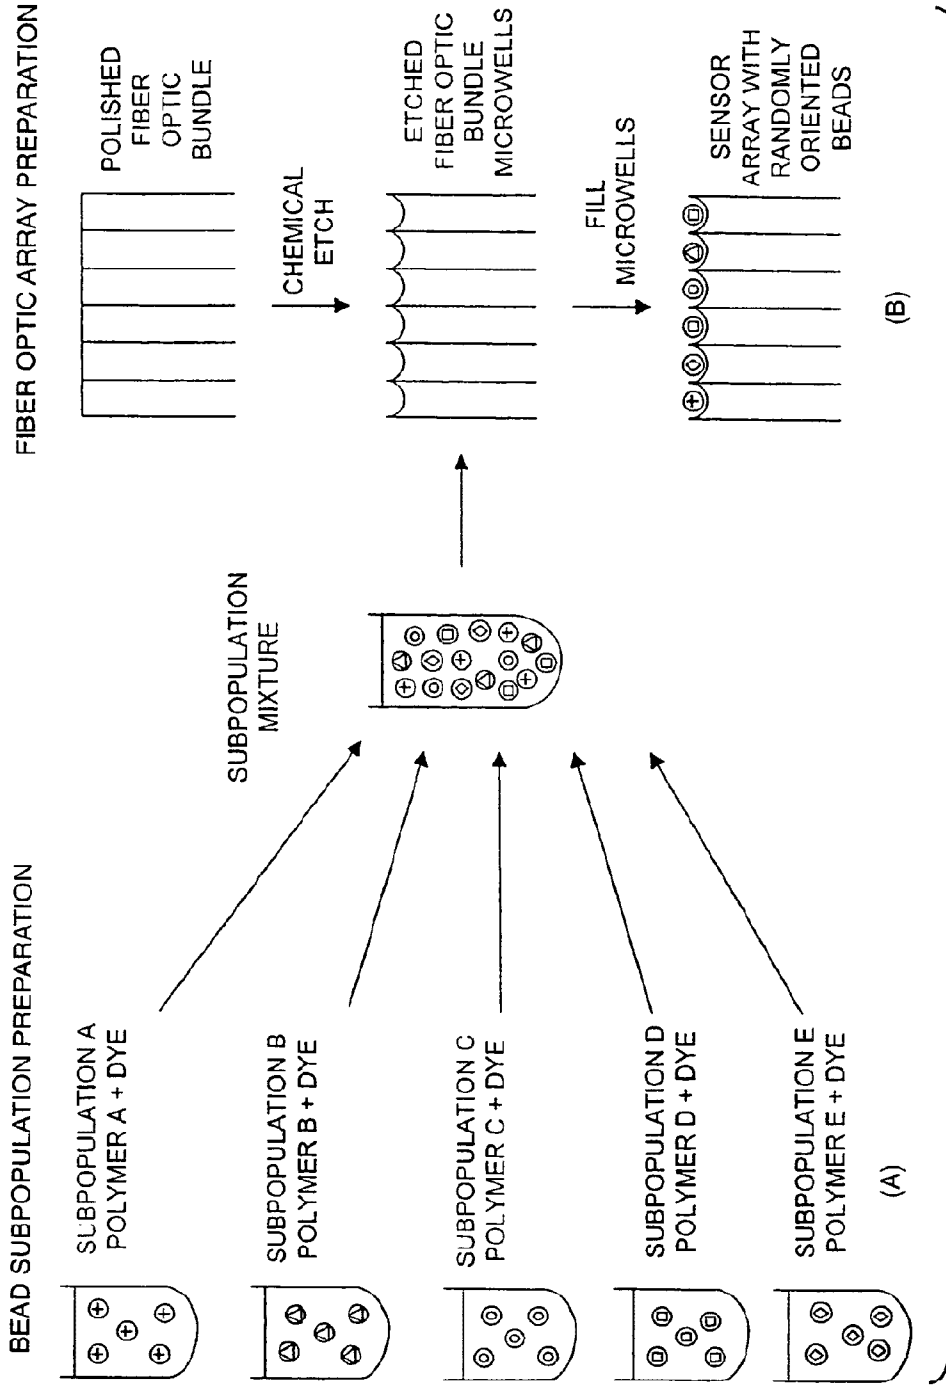 BEAD SUBPOPULATION PREPARATION
SUBPOPULATION A
POLYMER A + DYE
SUBPOPULATION B
POLYMER B + DYE
SUBPOPULATION C
POLYMER C + DYE
SUBPOPULATION D
POLYMER D + DYE
SUBPOPULATION E
POLYMER E + DYE
(A)
SUBPOPULATION
MIXTURE
FIBER OPTIC ARRAY PREPARATION
POLISHED
FIBER
OPTIC
BUNDLE
CHEMICAL
ETCH
ETCHED
FIBER OPTIC
BUNDLE
MICROWELLS
FILL
MICROWELLS
SENSOR
ARRAY WITH
RANDOMLY
ORIENTED
BEADS
(B)